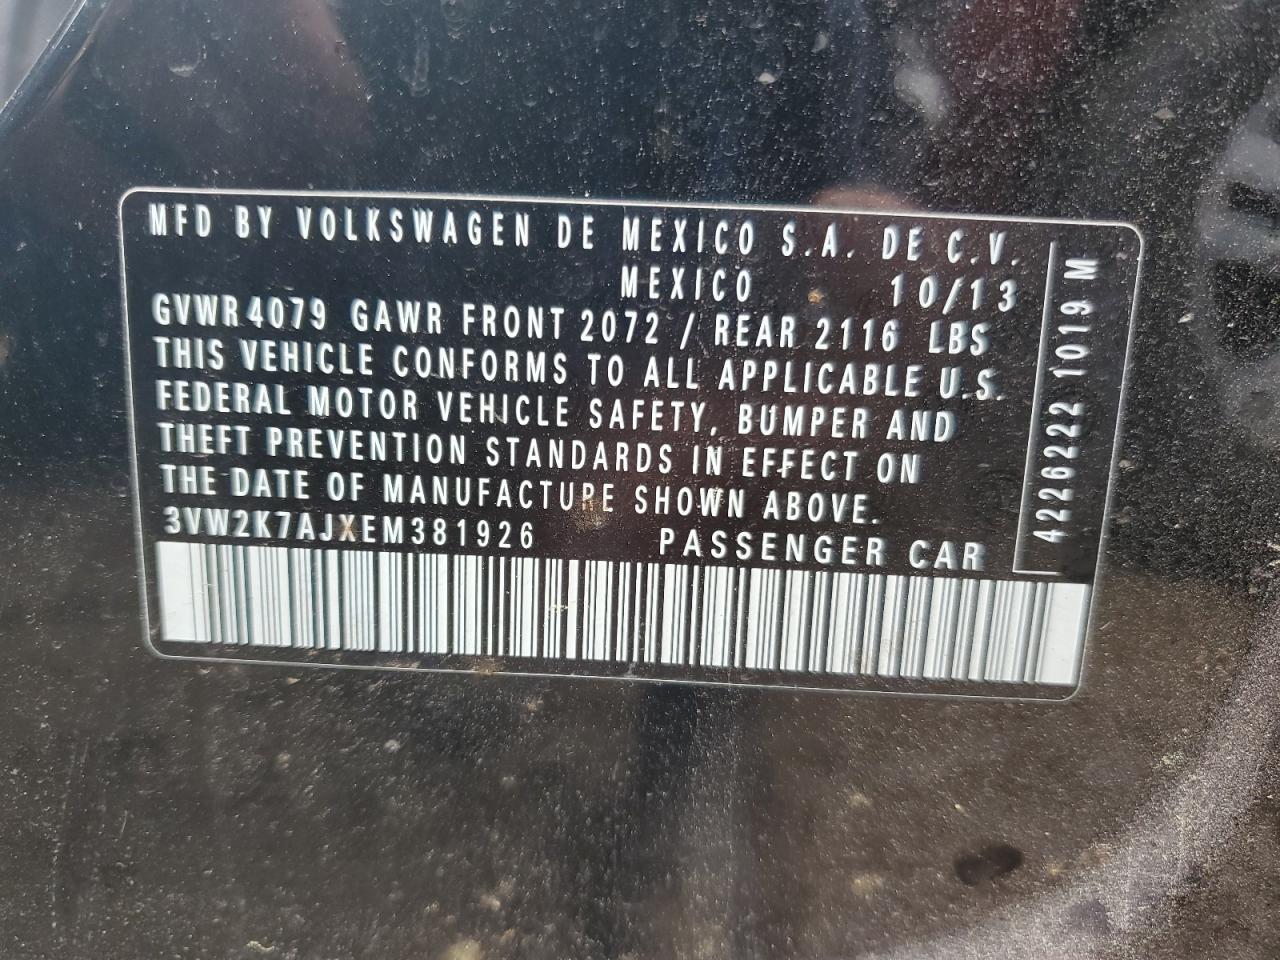 MFD BY VOLKSWAGEN DE MEXICO S.A. DE C.V.
MEXICO 10/13
GVWR 4079 GAWR FRONT 2072 / REAR 2116 LBS
THIS VEHICLE CONFORMS TO ALL APPLICABLE U.S.
FEDERAL MOTOR VEHICLE SAFETY, BUMPER AND
THEFT PREVENTION STANDARDS IN EFFECT ON
THE DATE OF MANUFACTURE SHOWN ABOVE.
3VW2K7AJXEM381926 PASSENGER CAR
4226222 1019 M